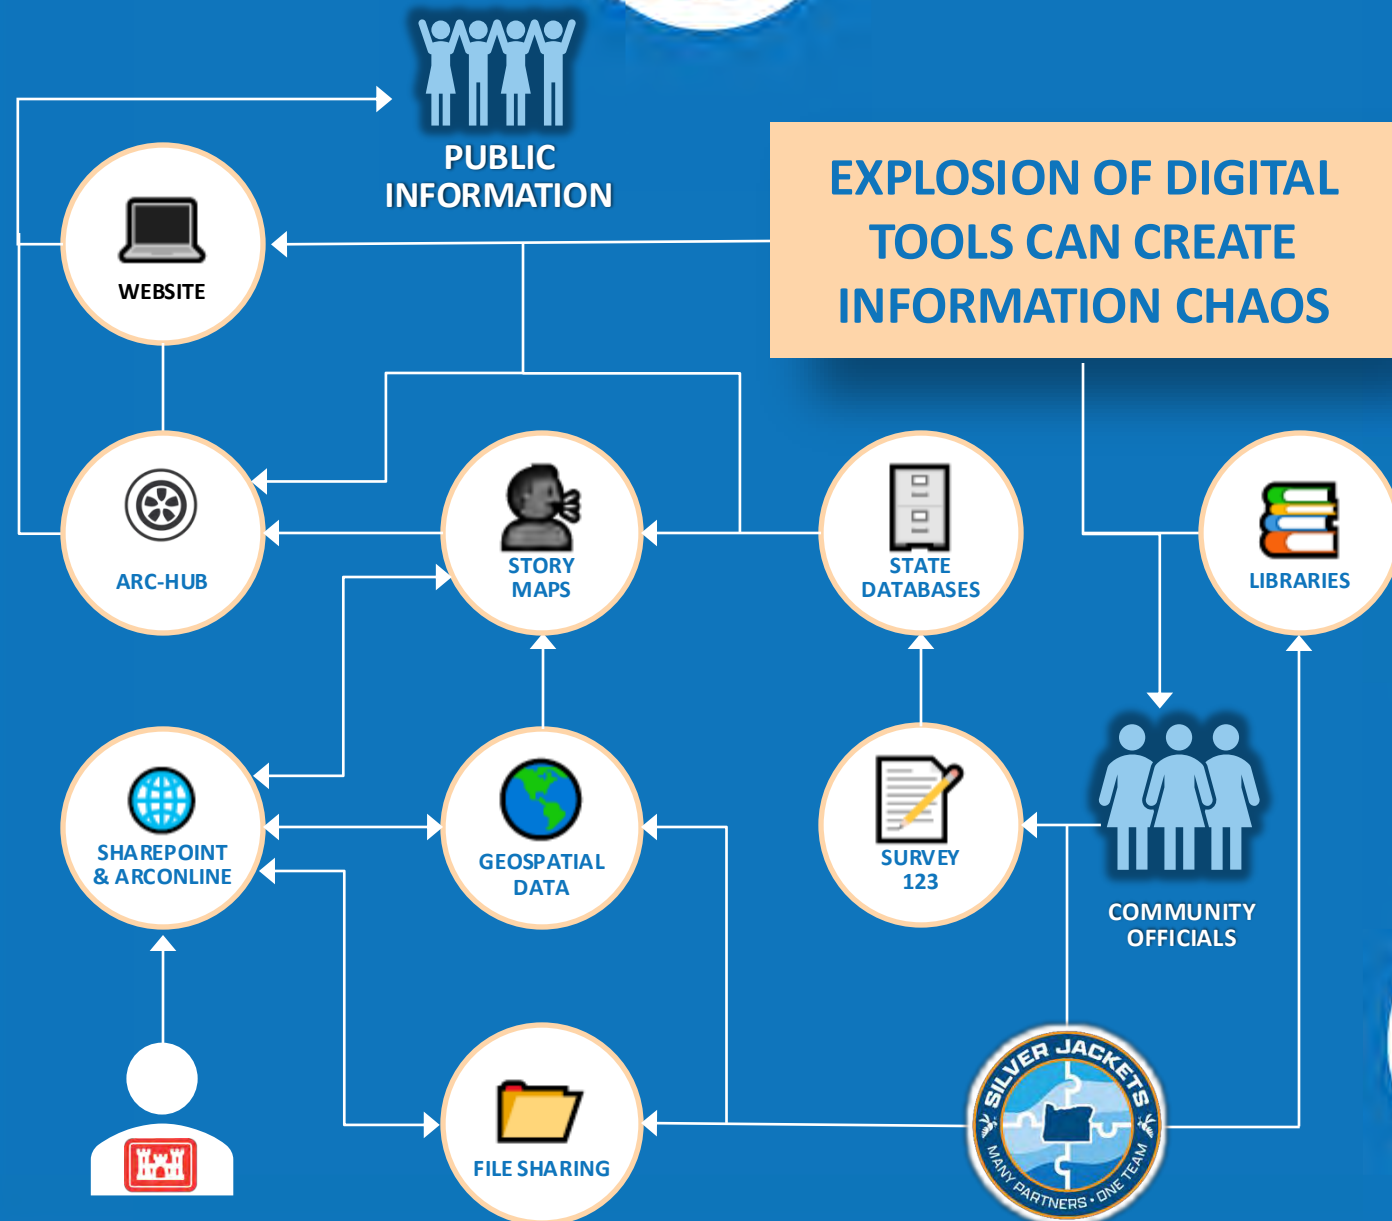 PUBLIC
INFORMATION
EXPLOSION OF DIGITAL
TOOLS CAN CREATE
INFORMATION CHAOS
WEBSITE
ARC-HUB
STORY
MAPS
STATE
DATABASES
LIBRARIES
SHAREPOINT
& ARCONLINE
GEOSPATIAL
DATA
SURVEY
123
COMMUNITY
OFFICIALS
FILE SHARING
SILVER JACKETS
MANY PARTNERS • ONE TEAM